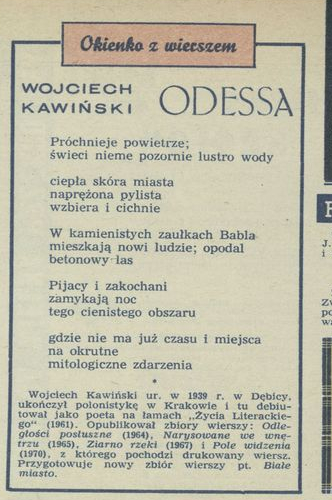 Okienko z wierszem
WOJCIECH
KAWIŃSKI
ODESSA
Próchnieje powietrze;
świeci nieme pozornie lustro wody
ciepła skóra miasta
naprężona pylista
wzbiera i cichnie
W kamienistych zaułkach Babla
mieszkają nowi ludzie; opodal
betonowy las
Pijacy i zakochani
zamykają noc
tego cienistego obszaru
gdzie nie ma już czasu i miejsca
na okrutne
mitologiczne zdarzenia
*
Wojciech Kawiński ur. w 1939 r. w Dębicy,
ukończył polonistykę w Krakowie i tu debiu-
tował jako poeta na łamach „Życia Literackie-
go" (1961). Opublikował zbiory wierszy: Odle-
głości posłuszne (1964), Narysowane we wnę-
trzu (1965), Ziarno rzeki (1967) i Pole widzenia
(1970), z którego pochodzi drukowany wiersz.
Przygotowuje nowy zbiór wierszy pt. Białe
miasto.
J.
i